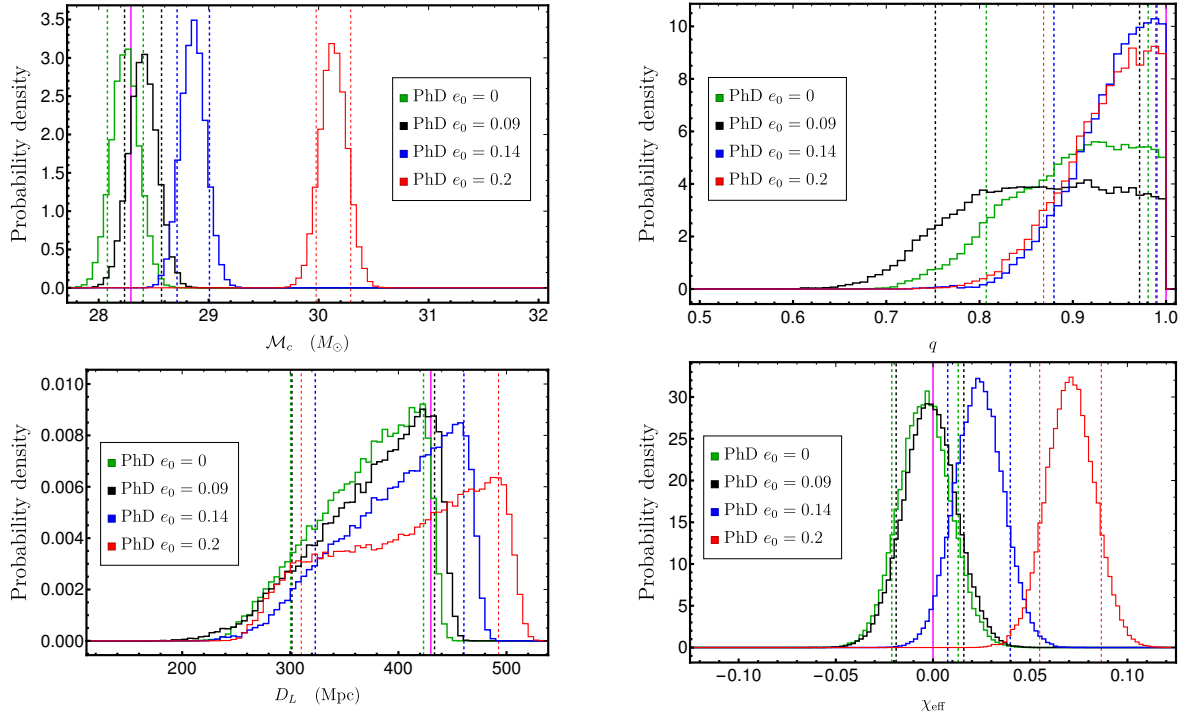 Probability density
3.5
3.0
2.5
2.0
1.5
1.0
0.5
0.0
PhD e₀ = 0
PhD e₀ = 0.09
PhD e₀ = 0.14
PhD e₀ = 0.2
28 29 30 31 32
ℳ_c (M_⊙)
Probability density
10
8
6
4
2
0
PhD e₀ = 0
PhD e₀ = 0.09
PhD e₀ = 0.14
PhD e₀ = 0.2
0.5 0.6 0.7 0.8 0.9 1.0
q
Probability density
0.010
0.008
0.006
0.004
0.002
0.000
PhD e₀ = 0
PhD e₀ = 0.09
PhD e₀ = 0.14
PhD e₀ = 0.2
200 300 400 500
D_L (Mpc)
Probability density
30
25
20
15
10
5
0
PhD e₀ = 0
PhD e₀ = 0.09
PhD e₀ = 0.14
PhD e₀ = 0.2
-0.10 -0.05 0.00 0.05 0.10
χ_eff